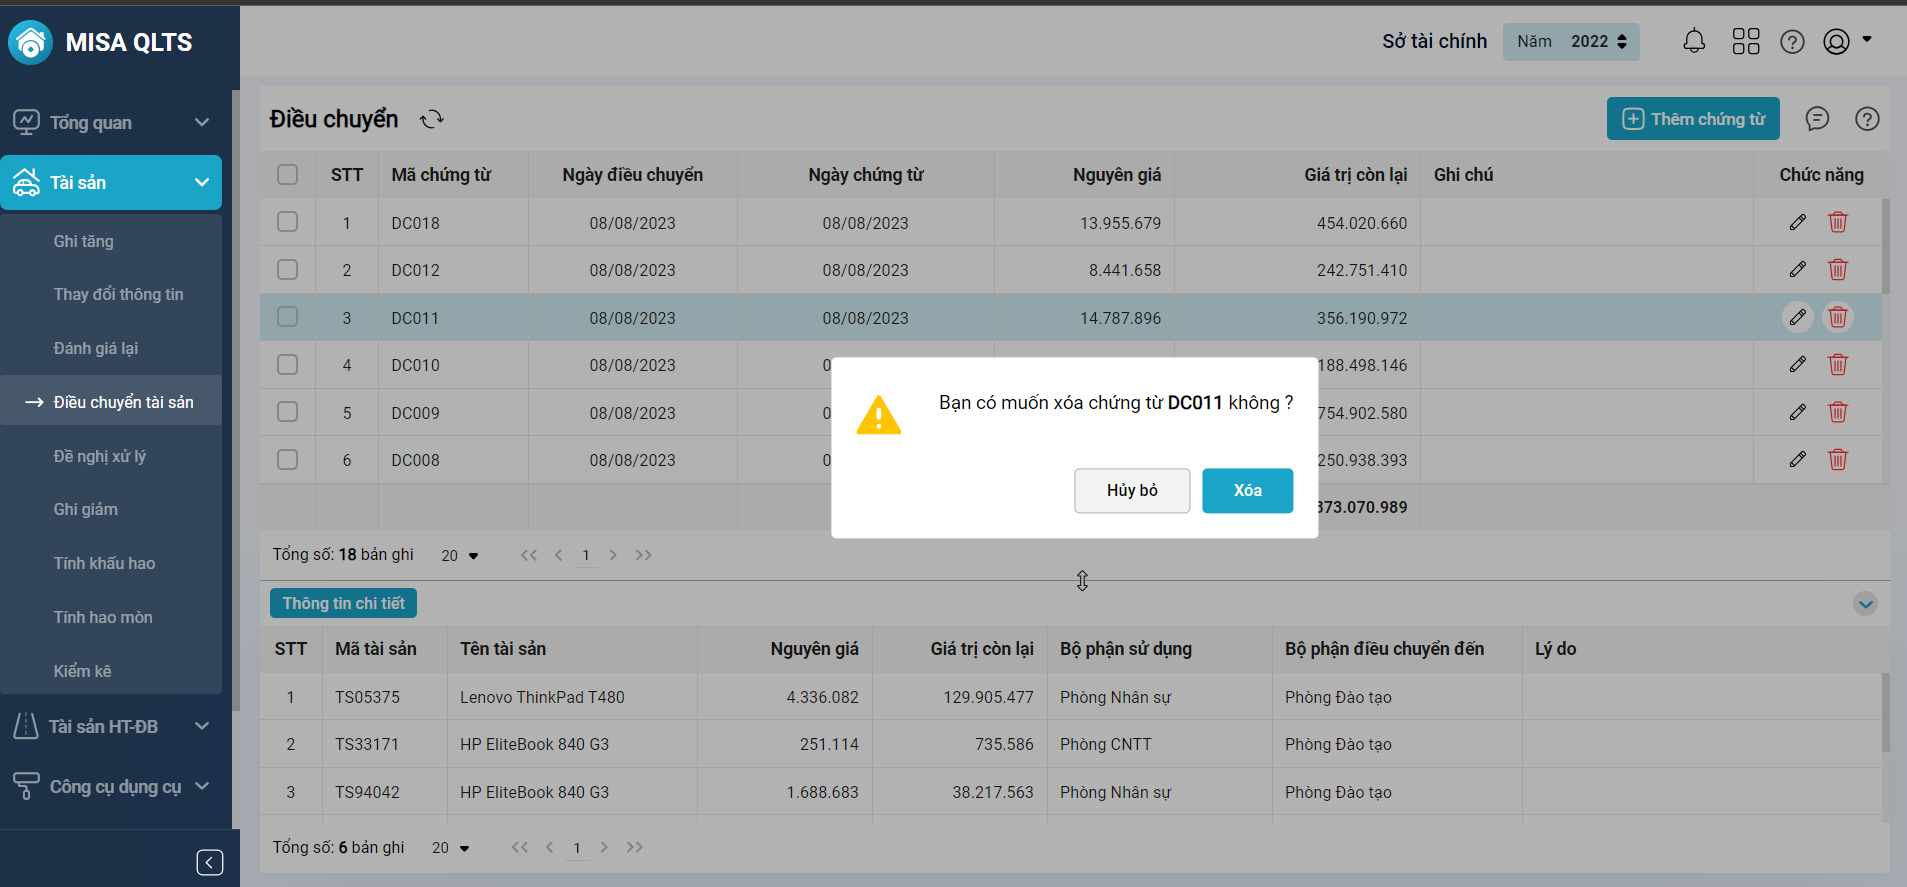 MISA QLTS
Sở tài chính
Năm 2022
Tổng quan
Tài sản
Ghi tăng
Thay đổi thông tin
Đánh giá lại
Điều chuyển tài sản
Đề nghị xử lý
Ghi giảm
Tính khấu hao
Tính hao mòn
Kiểm kê
Tài sản HT-ĐB
Công cụ dụng cụ
Điều chuyển
Thêm chứng từ
STT Mã chứng từ Ngày điều chuyển Ngày chứng từ Nguyên giá Giá trị còn lại Ghi chú Chức năng
1 DC018 08/08/2023 08/08/2023 13.955.679 454.020.660
2 DC012 08/08/2023 08/08/2023 8.441.658 242.751.410
3 DC011 08/08/2023 08/08/2023 14.787.896 356.190.972
4 DC010 08/08/2023 0 188.498.146
5 DC009 08/08/2023 0 754.902.580
6 DC008 08/08/2023 0 250.938.393
373.070.989
Bạn có muốn xóa chứng từ DC011 không ?
Hủy bỏ Xóa
Tổng số: 18 bản ghi 20 1
Thông tin chi tiết
STT Mã tài sản Tên tài sản Nguyên giá Giá trị còn lại Bộ phận sử dụng Bộ phận điều chuyển đến Lý do
1 TS05375 Lenovo ThinkPad T480 4.336.082 129.905.477 Phòng Nhân sự Phòng Đào tạo
2 TS33171 HP EliteBook 840 G3 251.114 735.586 Phòng CNTT Phòng Đào tạo
3 TS94042 HP EliteBook 840 G3 1.688.683 38.217.563 Phòng Nhân sự Phòng Đào tạo
Tổng số: 6 bản ghi 20 1